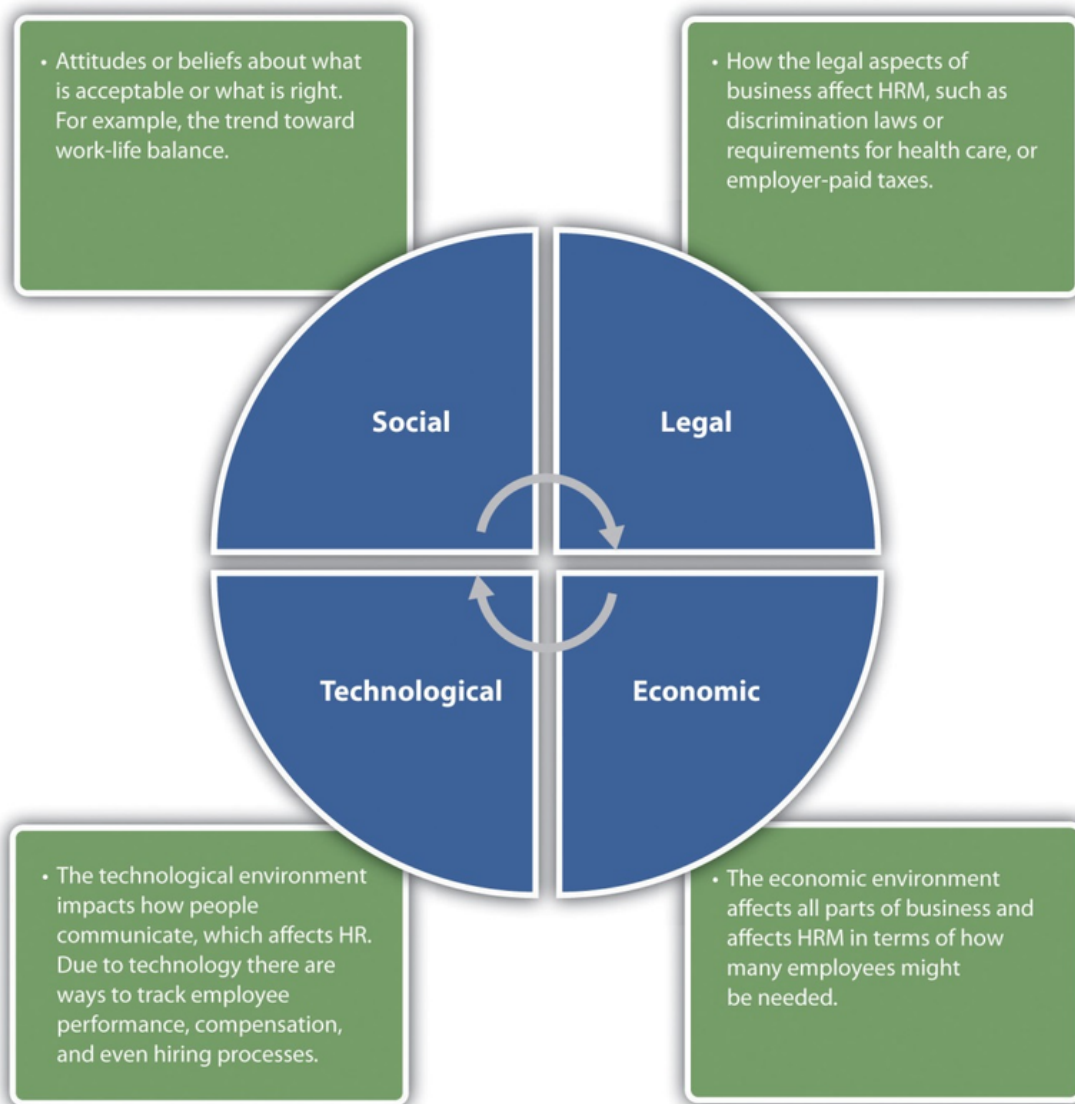 • Attitudes or beliefs about what
is acceptable or what is right.
For example, the trend toward
work-life balance.
• How the legal aspects of
business affect HRM, such as
discrimination laws or
requirements for health care, or
employer-paid taxes.
Social
Legal
Technological
Economic
• The technological environment
impacts how people
communicate, which affects HR.
Due to technology there are
ways to track employee
performance, compensation,
and even hiring processes.
• The economic environment
affects all parts of business and
affects HRM in terms of how
many employees might
be needed.